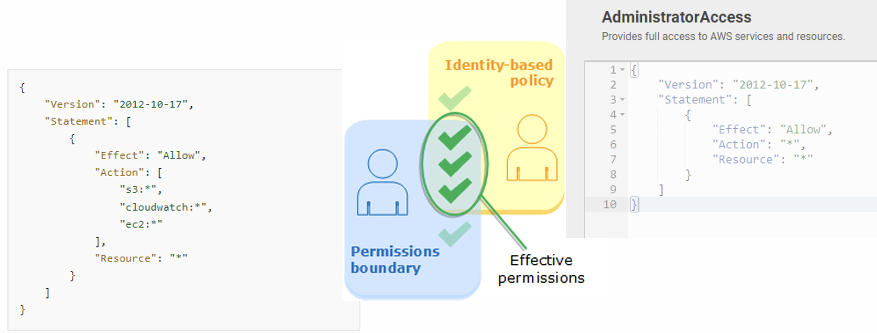 {
    "Version": "2012-10-17",
    "Statement": [
        {
            "Effect": "Allow",
            "Action": [
                "s3:*",
                "cloudwatch:*",
                "ec2:*"
            ],
            "Resource": "*"
        }
    ]
}
Identity-based
policy
Permissions
boundary
Effective
permissions
AdministratorAccess
Provides full access to AWS services and resources.
1 {
2     "Version": "2012-10-17",
3     "Statement": [
4         {
5             "Effect": "Allow",
6             "Action": "*",
7             "Resource": "*"
8         }
9     ]
10 }